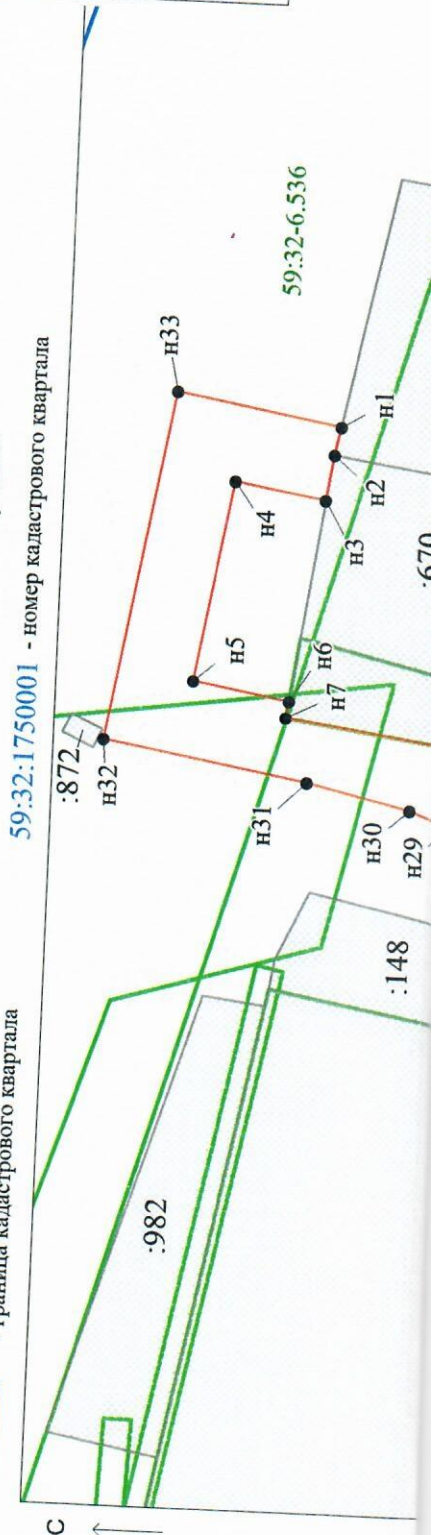 граница кадастрового квартала
59:32:1750001 - номер кадастрового квартала
С
:872
н32
н33
59:32-6.536
н5
н4
н1
н2
н3
н6
н7
н31
н30
н29
:982
:148
:670